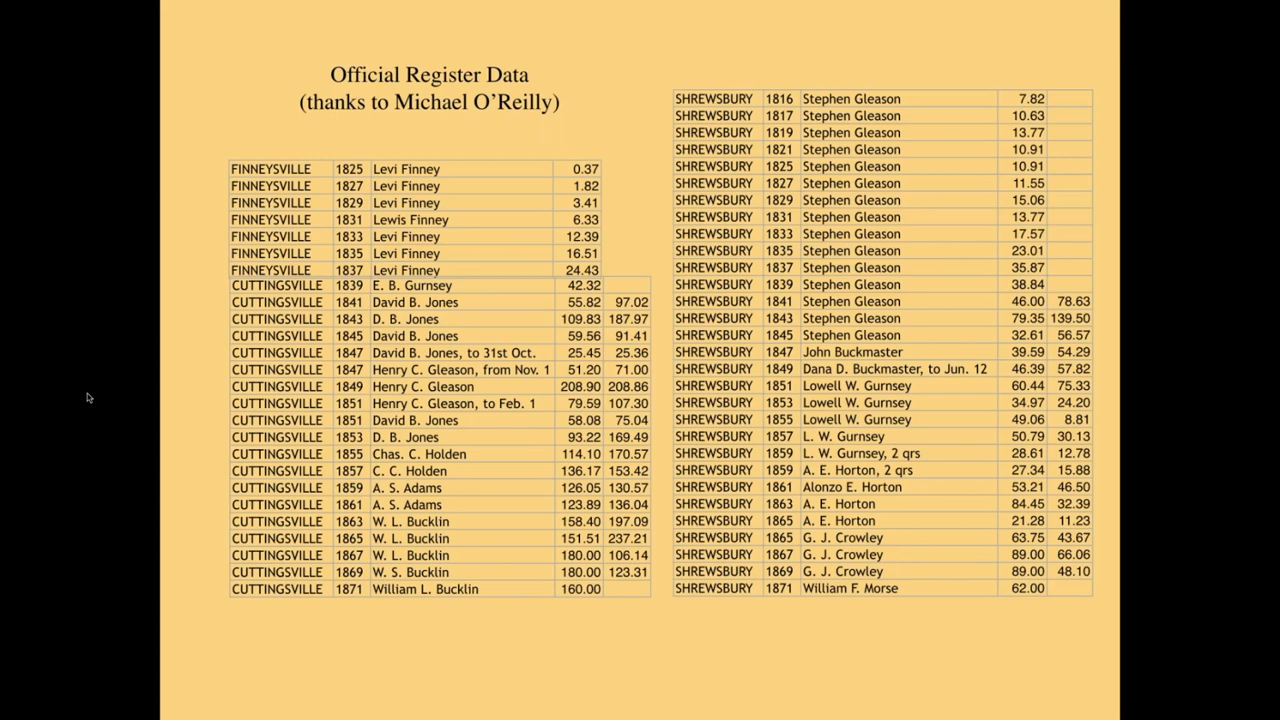 Official Register Data
(thanks to Michael O'Reilly)
FINNEYSVILLE 1825 Levi Finney 0.37
FINNEYSVILLE 1827 Levi Finney 1.82
FINNEYSVILLE 1829 Levi Finney 3.41
FINNEYSVILLE 1831 Lewis Finney 6.33
FINNEYSVILLE 1833 Levi Finney 12.39
FINNEYSVILLE 1835 Levi Finney 16.51
FINNEYSVILLE 1837 Levi Finney 24.43
CUTTINGSVILLE 1839 E. B. Gurnsey 42.32
CUTTINGSVILLE 1841 David B. Jones 55.82 97.02
CUTTINGSVILLE 1843 D. B. Jones 109.83 187.97
CUTTINGSVILLE 1845 David B. Jones 59.56 91.41
CUTTINGSVILLE 1847 David B. Jones, to 31st Oct. 25.45 25.36
CUTTINGSVILLE 1847 Henry C. Gleason, from Nov. 1 51.20 71.00
CUTTINGSVILLE 1849 Henry C. Gleason 208.90 208.86
CUTTINGSVILLE 1851 Henry C. Gleason, to Feb. 1 79.59 107.30
CUTTINGSVILLE 1851 David B. Jones 58.08 75.04
CUTTINGSVILLE 1853 D. B. Jones 93.22 169.49
CUTTINGSVILLE 1855 Chas. C. Holden 114.10 170.57
CUTTINGSVILLE 1857 C. C. Holden 136.17 153.42
CUTTINGSVILLE 1859 A. S. Adams 126.05 130.57
CUTTINGSVILLE 1861 A. S. Adams 123.89 136.04
CUTTINGSVILLE 1863 W. L. Bucklin 158.40 197.09
CUTTINGSVILLE 1865 W. L. Bucklin 151.51 237.21
CUTTINGSVILLE 1867 W. L. Bucklin 180.00 106.14
CUTTINGSVILLE 1869 W. S. Bucklin 180.00 123.31
CUTTINGSVILLE 1871 William L. Bucklin 160.00
SHREWSBURY 1816 Stephen Gleason 7.82
SHREWSBURY 1817 Stephen Gleason 10.63
SHREWSBURY 1819 Stephen Gleason 13.77
SHREWSBURY 1821 Stephen Gleason 10.91
SHREWSBURY 1825 Stephen Gleason 10.91
SHREWSBURY 1827 Stephen Gleason 11.55
SHREWSBURY 1829 Stephen Gleason 15.06
SHREWSBURY 1831 Stephen Gleason 13.77
SHREWSBURY 1833 Stephen Gleason 17.57
SHREWSBURY 1835 Stephen Gleason 23.01
SHREWSBURY 1837 Stephen Gleason 35.87
SHREWSBURY 1839 Stephen Gleason 38.84
SHREWSBURY 1841 Stephen Gleason 46.00 78.63
SHREWSBURY 1843 Stephen Gleason 79.35 139.50
SHREWSBURY 1845 Stephen Gleason 32.61 56.57
SHREWSBURY 1847 John Buckmaster 39.59 54.29
SHREWSBURY 1849 Dana D. Buckmaster, to Jun. 12 46.39 57.82
SHREWSBURY 1851 Lowell W. Gurnsey 60.44 75.33
SHREWSBURY 1853 Lowell W. Gurnsey 34.97 24.20
SHREWSBURY 1855 Lowell W. Gurnsey 49.06 8.81
SHREWSBURY 1857 L. W. Gurnsey 50.79 30.13
SHREWSBURY 1859 L. W. Gurnsey, 2 qrs 28.61 12.78
SHREWSBURY 1859 A. E. Horton, 2 qrs 27.34 15.88
SHREWSBURY 1861 Alonzo E. Horton 53.21 46.50
SHREWSBURY 1863 A. E. Horton 84.45 32.39
SHREWSBURY 1865 A. E. Horton 21.28 11.23
SHREWSBURY 1865 G. J. Crowley 63.75 43.67
SHREWSBURY 1867 G. J. Crowley 89.00 66.06
SHREWSBURY 1869 G. J. Crowley 89.00 48.10
SHREWSBURY 1871 William F. Morse 62.00